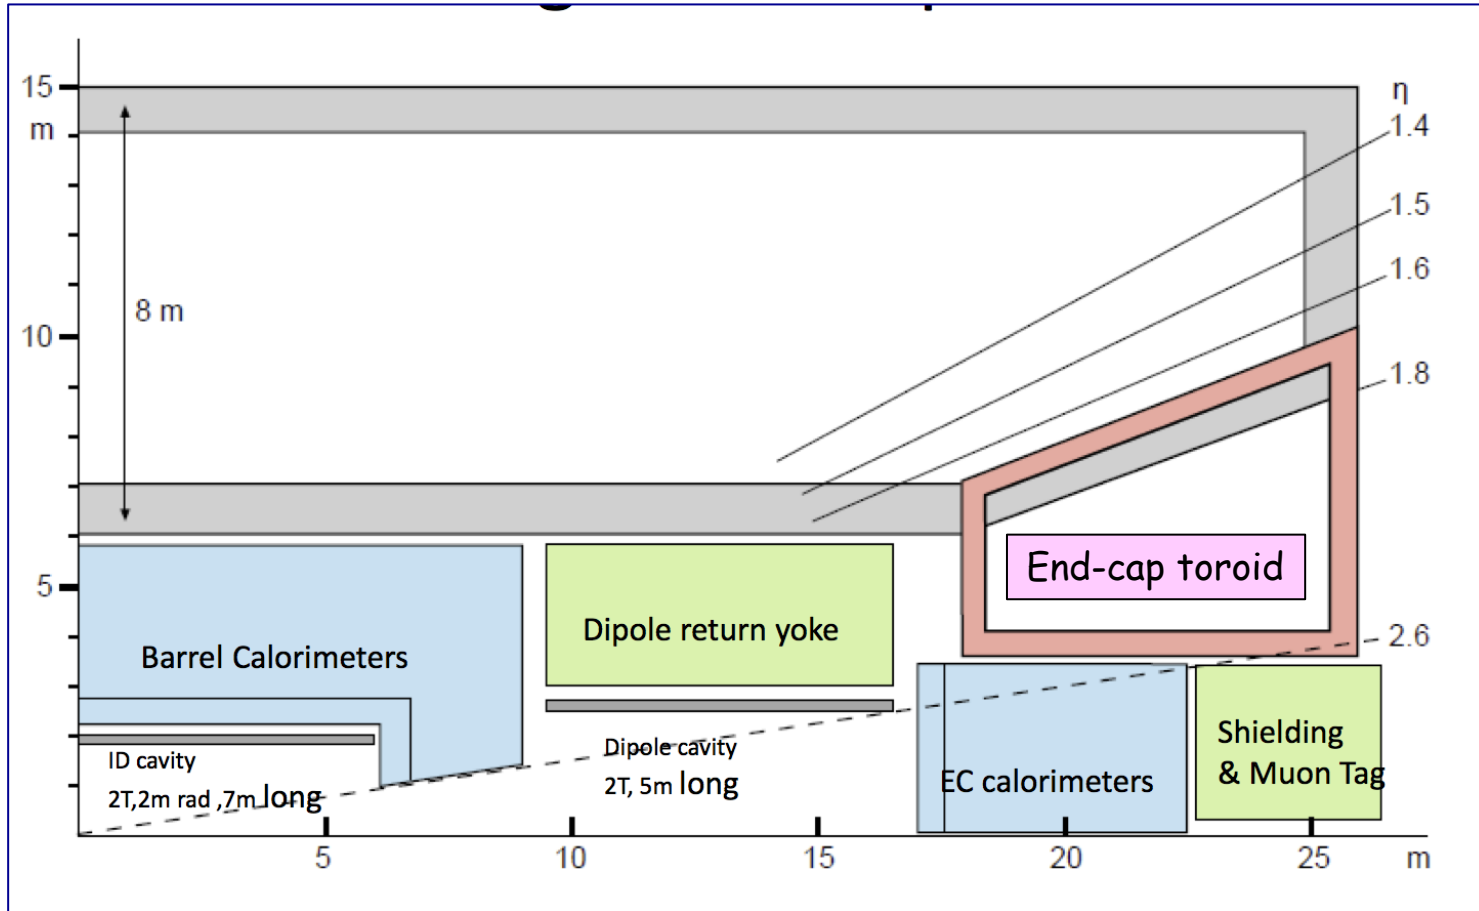 15
m
η
1.4
1.5
1.6
8 m
10
1.8
End-cap toroid
5
Dipole return yoke
Barrel Calorimeters
2.6
ID cavity
2T,2m rad ,7m long
Dipole cavity
2T, 5m long
EC calorimeters
Shielding
& Muon Tag
5
10
15
20
25
m